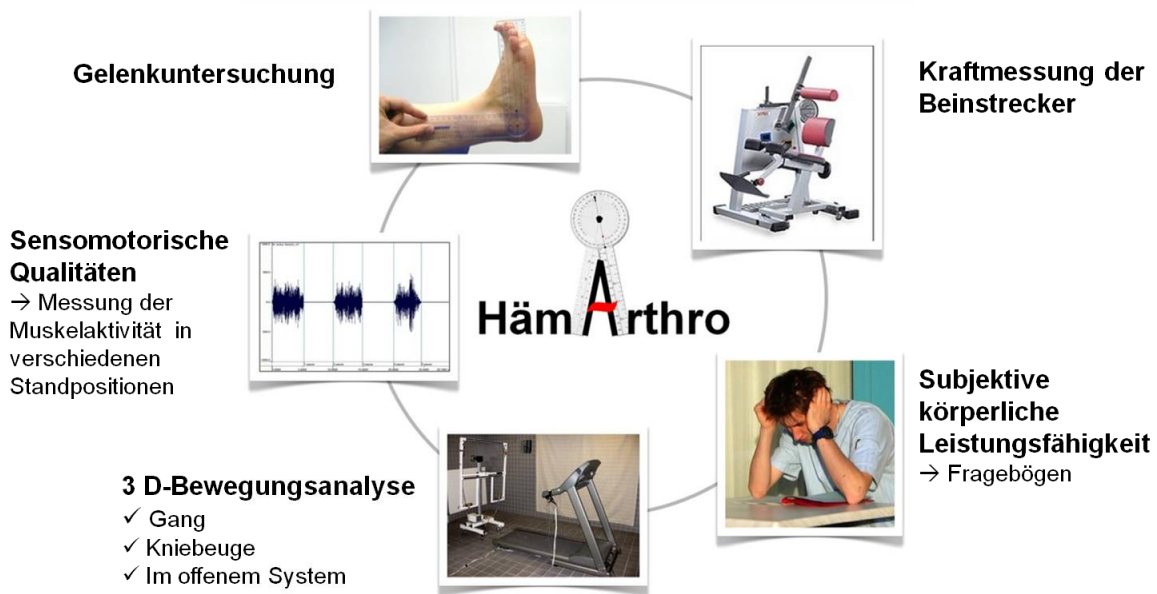 Gelenkuntersuchung
Kraftmessung der
Beinstrecker
Sensomotorische
Qualitäten
→ Messung der
Muskelaktivität in
verschiedenen
Standpositionen
HämArthro
Subjektive
körperliche
Leistungsfähigkeit
→ Fragebögen
3 D-Bewegungsanalyse
✓ Gang
✓ Kniebeuge
✓ Im offenem System